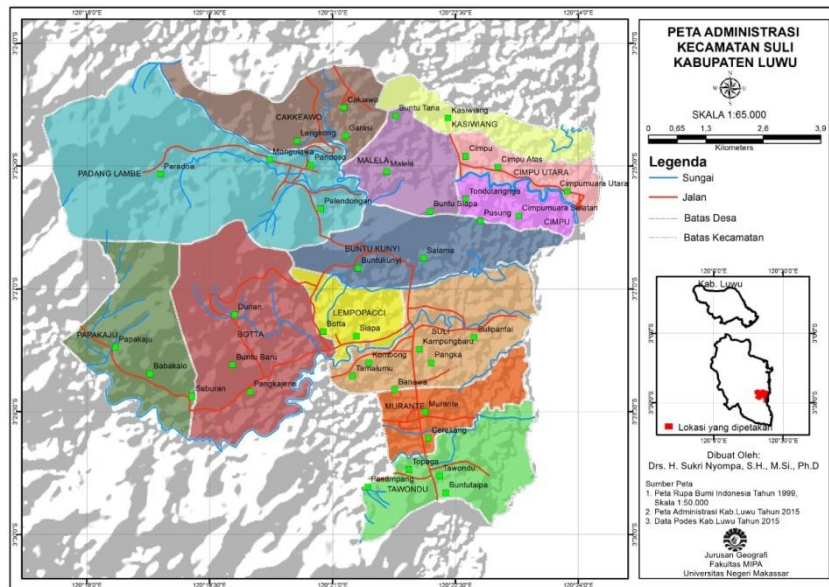 PETA ADMINISTRASI
KECAMATAN SULI
KABUPATEN LUWU
SKALA 1:65.000
0 0,65 1,3 2,6 3,9
Kilometers
Legenda
Sungai
Jalan
Batas Desa
Batas Kecamatan
Kab. Luwu
Lokasi yang dipetakan
Dibuat Oleh:
Drs. H. Sukri Nyompa, S.H., M.Si., Ph.D
Sumber Peta
1. Peta Rupa Bumi Indonesia Tahun 1999,
Skala 1:50.000
2. Peta Administrasi Kab.Luwu Tahun 2015
3. Data Podes Kab.Luwu Tahun 2015
Jurusan Geografi
Fakultas MIPA
Universitas Negeri Makassar
Cakkawo
CAKKEAWO
Buntu Tana
Kasiwiang
KASIWIANG
Lengkong
Garasi
Mangulawa
Pandoso
Cimpu
Cimpu Atas
CIMPU UTARA
PADANG LAMBE
Paradoa
MALELA
Malela
Cimpumuara Utara
Palendongan
Tondotangnga
Buntu Siapa
Pusung
Cimpumuara Selatan
CIMPU
BUNTU KUNYI
Salama
Buntukunyi
Durian
LEMPOPACCI
BOTTA
Botta
Siapa
SULI
Sulipantai
PAPAKAJU
Papakaju
Kampungbaru
Buntu Baru
Kombong
Pangka
Babakalo
Tamalumu
Saburan
Pangkajene
Banawa
MURANTE
Murante
Cerekang
Topaga
Tawondu
Pasampang
TAWONDU
Buntutaipa